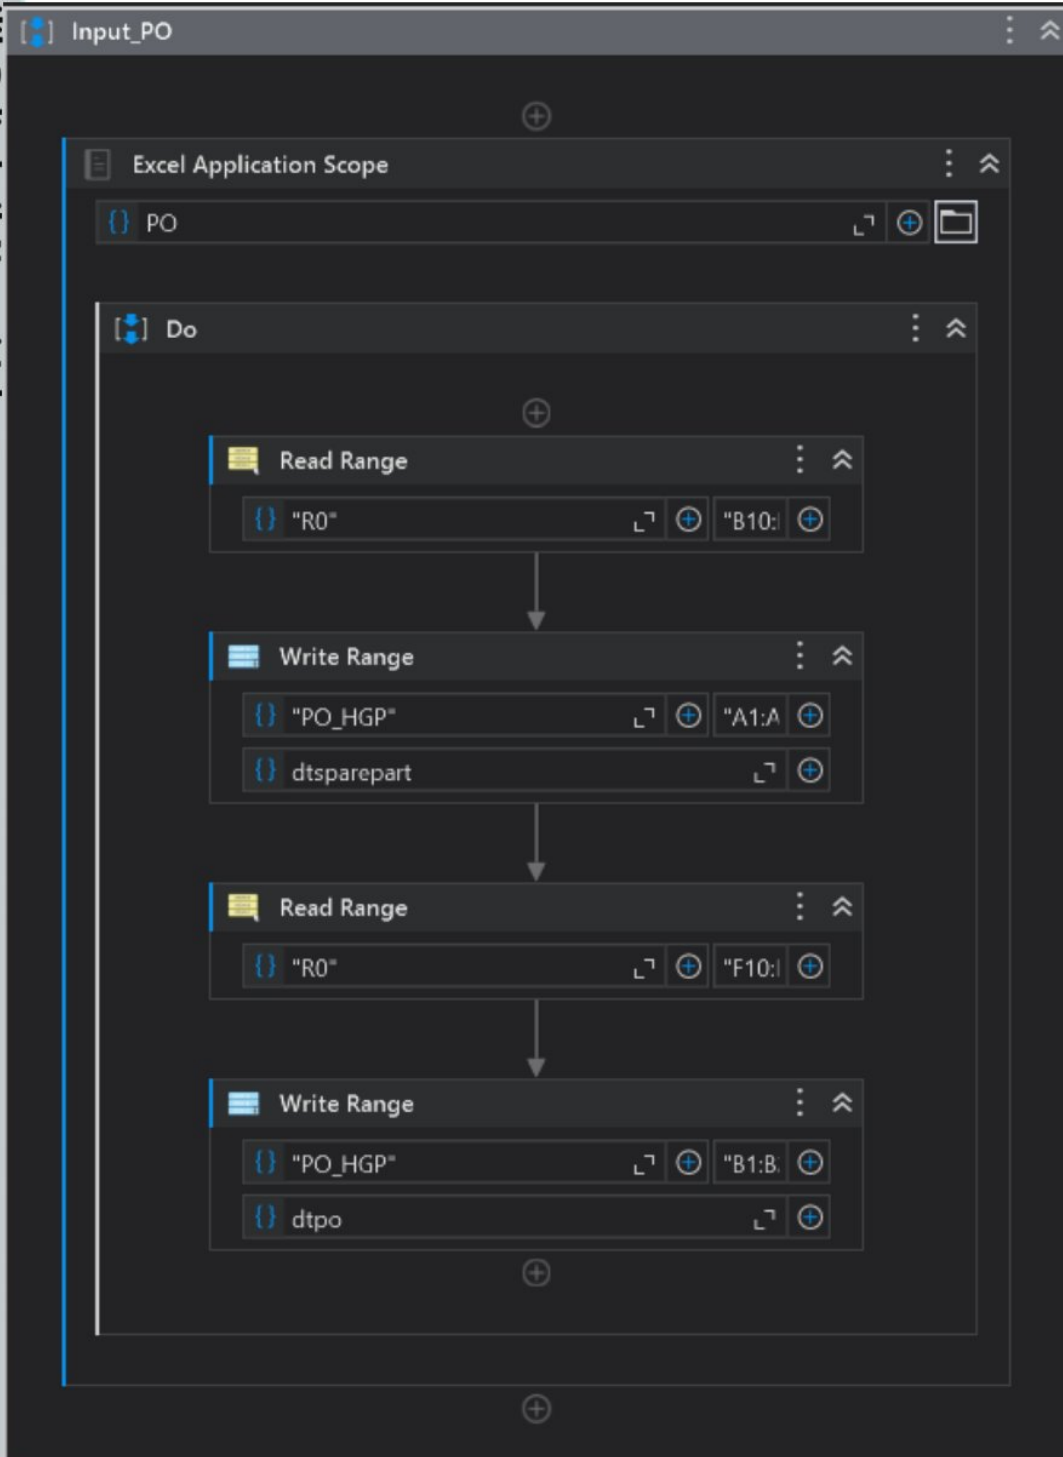 Input_PO
Excel Application Scope
PO
Do
Read Range
"R0" "B10:
Write Range
"PO_HGP" "A1:A
dtsparepart
Read Range
"R0" "F10:
Write Range
"PO_HGP" "B1:B
dtpo